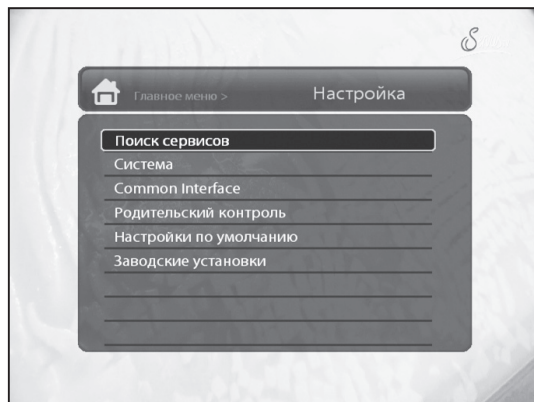 Главное меню >
Настройка
Поиск сервисов
Система
Common Interface
Родительский контроль
Настройки по умолчанию
Заводские установки